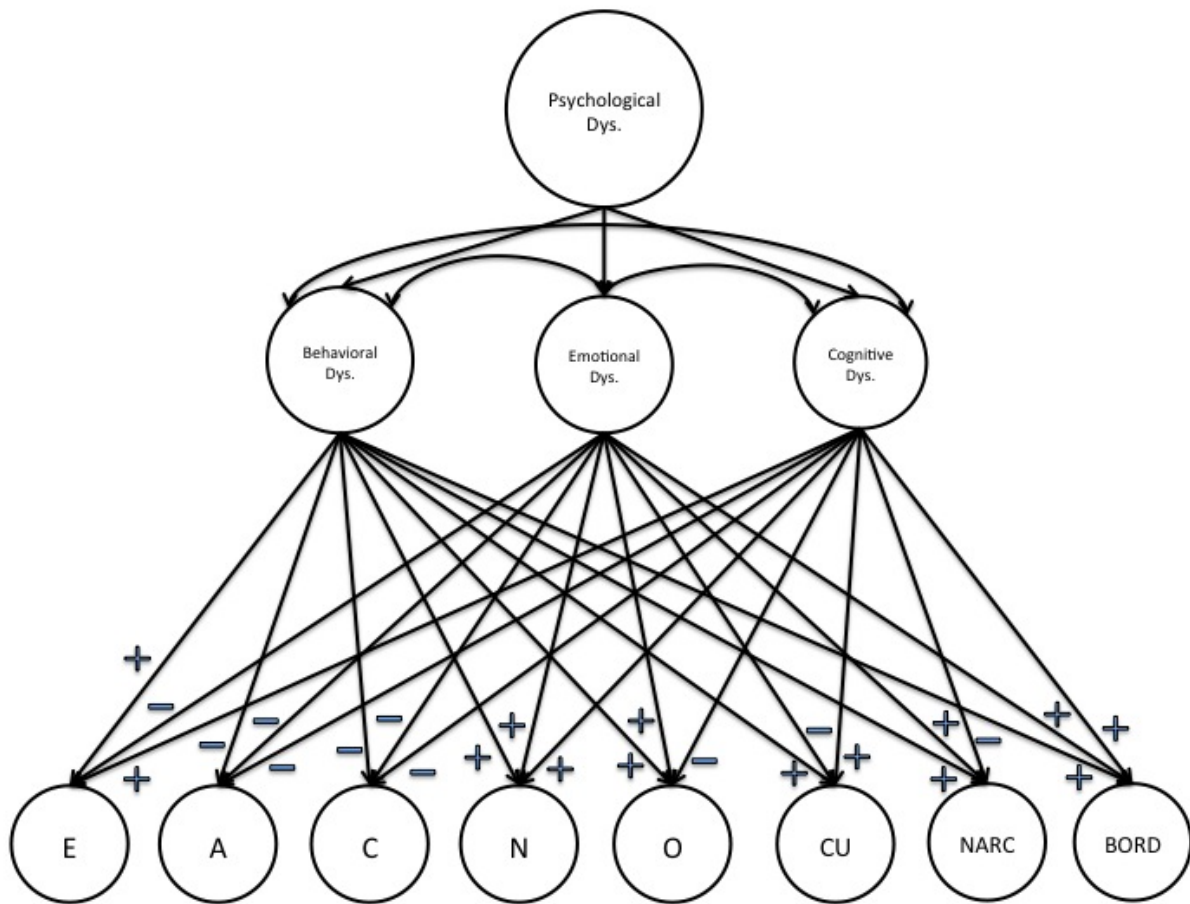 Psychological
Dys.
Behavioral
Dys.
Emotional
Dys.
Cognitive
Dys.
+
−
+
−
−
−
−
−
−
+
+
+
+
+
−
−
+
+
+
−
+
+
+
+
E
A
C
N
O
CU
NARC
BORD